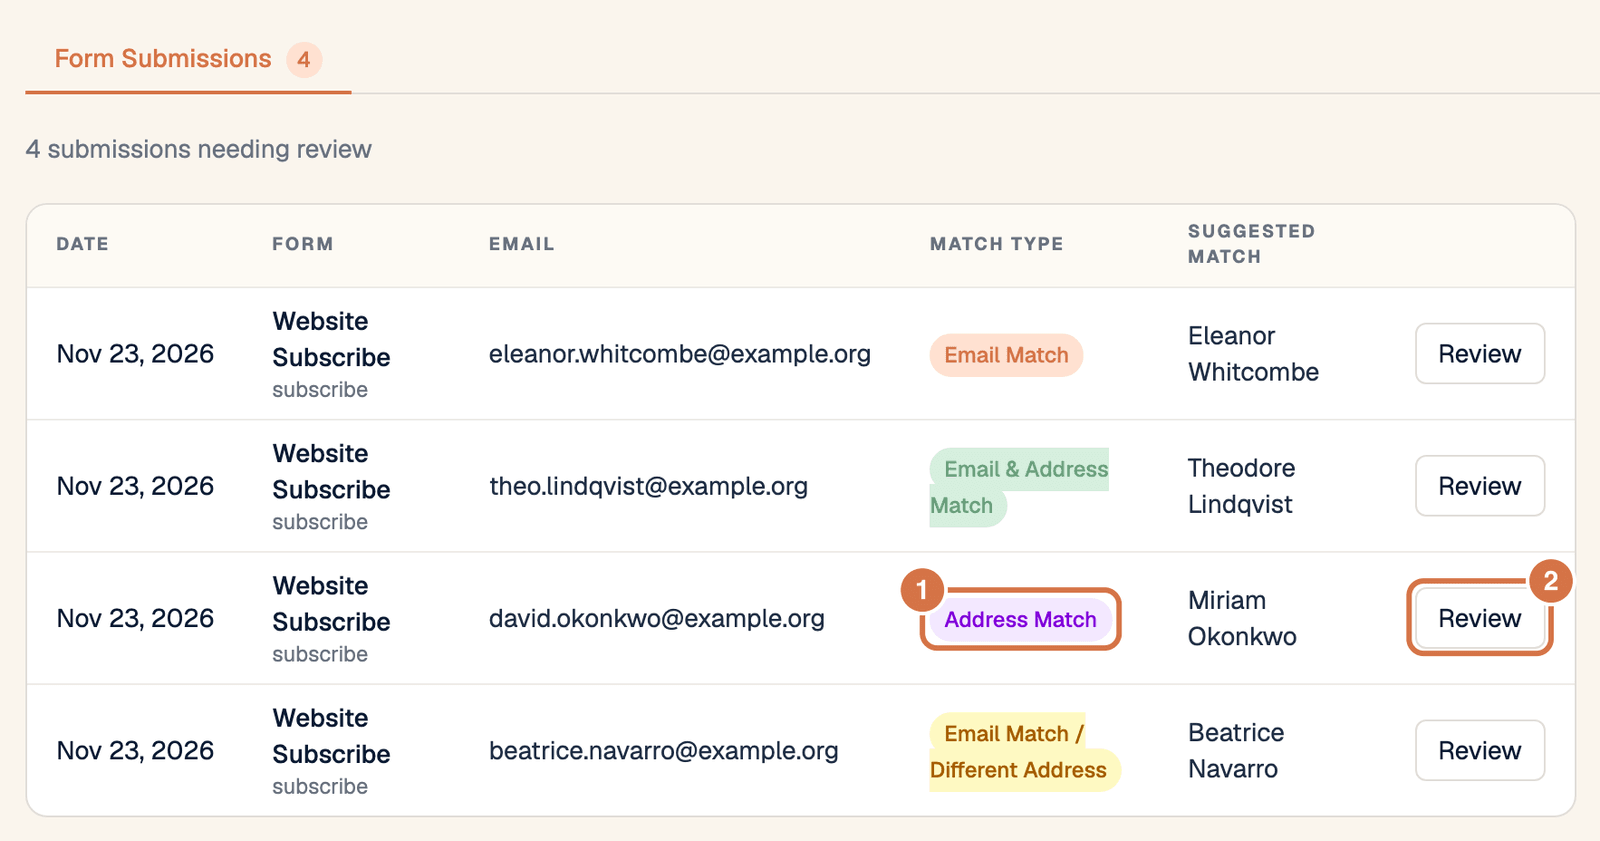 Form Submissions 4
4 submissions needing review
DATE FORM EMAIL MATCH TYPE SUGGESTED MATCH
Nov 23, 2026 Website Subscribe subscribe eleanor.whitcombe@example.org Email Match Eleanor Whitcombe Review
Nov 23, 2026 Website Subscribe subscribe theo.lindqvist@example.org Email & Address Match Theodore Lindqvist Review
Nov 23, 2026 Website Subscribe subscribe david.okonkwo@example.org 1 Address Match Miriam Okonkwo 2 Review
Nov 23, 2026 Website Subscribe subscribe beatrice.navarro@example.org Email Match / Different Address Beatrice Navarro Review